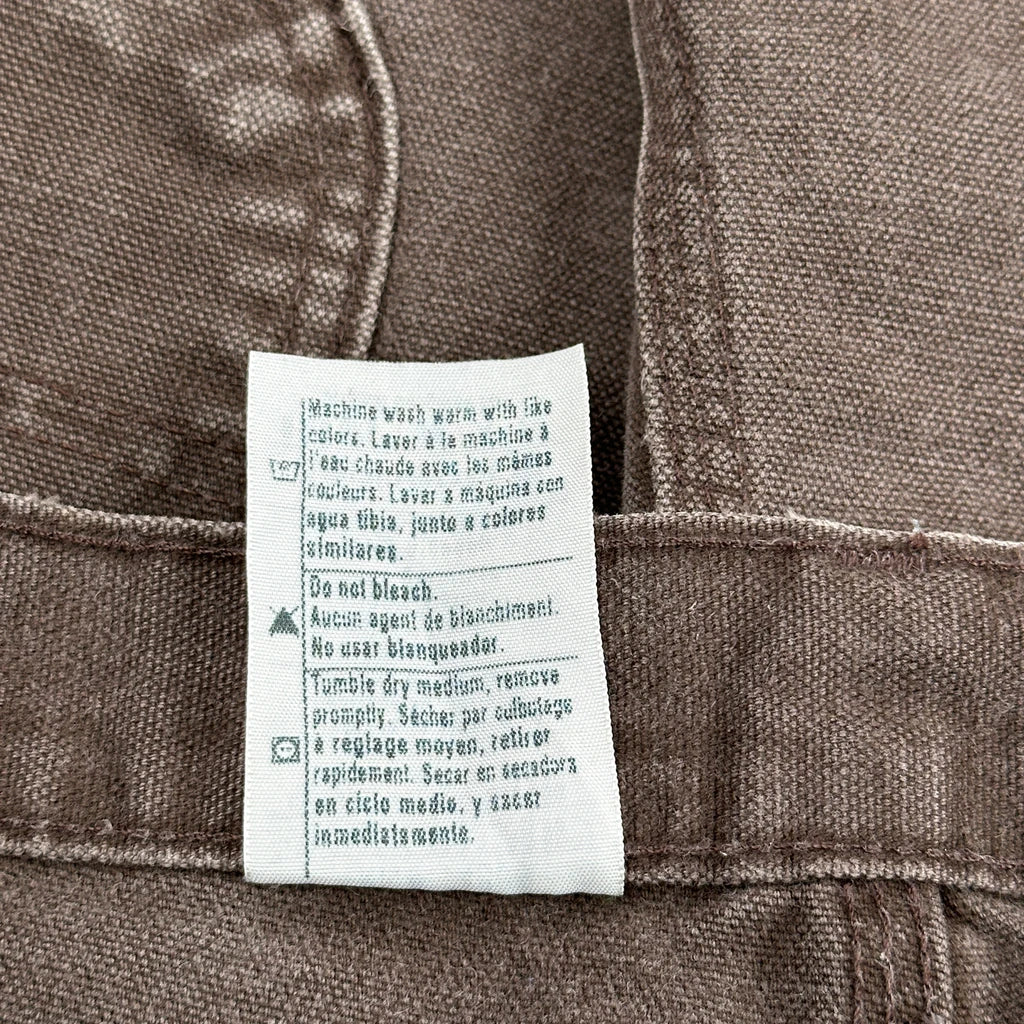 Machine wash warm with like
colors. Laver à la machine à
l'eau chaude avec les mêmes
couleurs. Lavar a máquina con
agua tibia, junto a colores
similares.
Do not bleach.
Aucun agent de blanchiment.
No usar blanqueador.
Tumble dry medium, remove
promptly. Sécher par culbutage
à reglage moyen, retirer
rapidement. Secar en secadora
en ciclo medio, y sacar
inmediatamente.